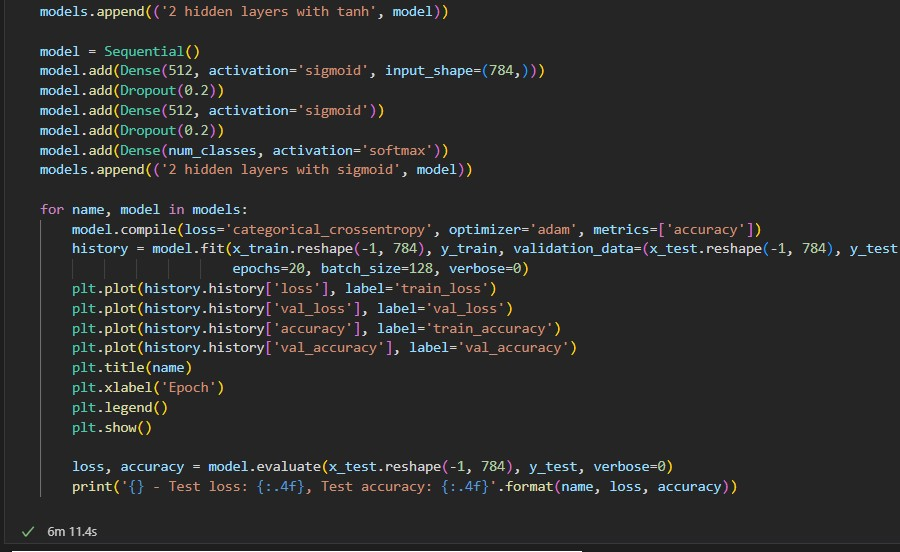 models.append(('2 hidden layers with tanh', model))
model = Sequential()
model.add(Dense(512, activation='sigmoid', input_shape=(784,)))
model.add(Dropout(0.2))
model.add(Dense(512, activation='sigmoid'))
model.add(Dropout(0.2))
model.add(Dense(num_classes, activation='softmax'))
models.append(('2 hidden layers with sigmoid', model))
for name, model in models:
model.compile(loss='categorical_crossentropy', optimizer='adam', metrics=['accuracy'])
history = model.fit(x_train.reshape(-1, 784), y_train, validation_data=(x_test.reshape(-1, 784), y_test
epochs=20, batch_size=128, verbose=0)
plt.plot(history.history['loss'], label='train_loss')
plt.plot(history.history['val_loss'], label='val_loss')
plt.plot(history.history['accuracy'], label='train_accuracy')
plt.plot(history.history['val_accuracy'], label='val_accuracy')
plt.title(name)
plt.xlabel('Epoch')
plt.legend()
plt.show()
loss, accuracy = model.evaluate(x_test.reshape(-1, 784), y_test, verbose=0)
print('{} - Test loss: {:.4f}, Test accuracy: {:.4f}'.format(name, loss, accuracy))
6m 11.4s